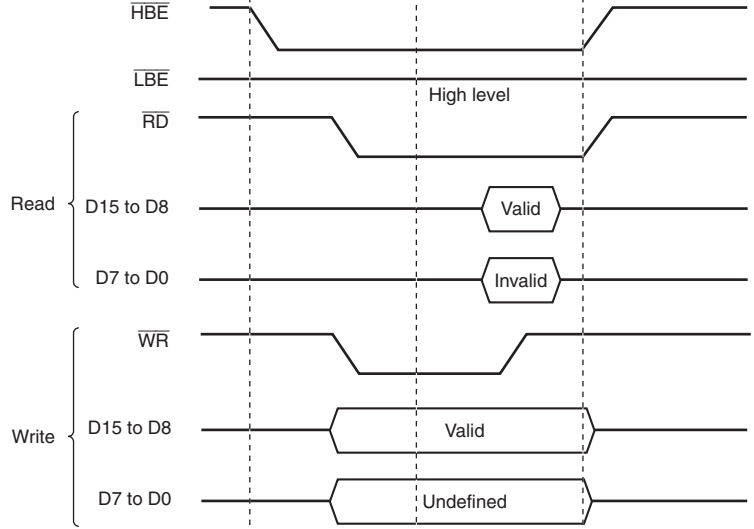 HBE
LBE
High level
RD
Read
D15 to D8
Valid
D7 to D0
Invalid
WR
Write
D15 to D8
Valid
D7 to D0
Undefined